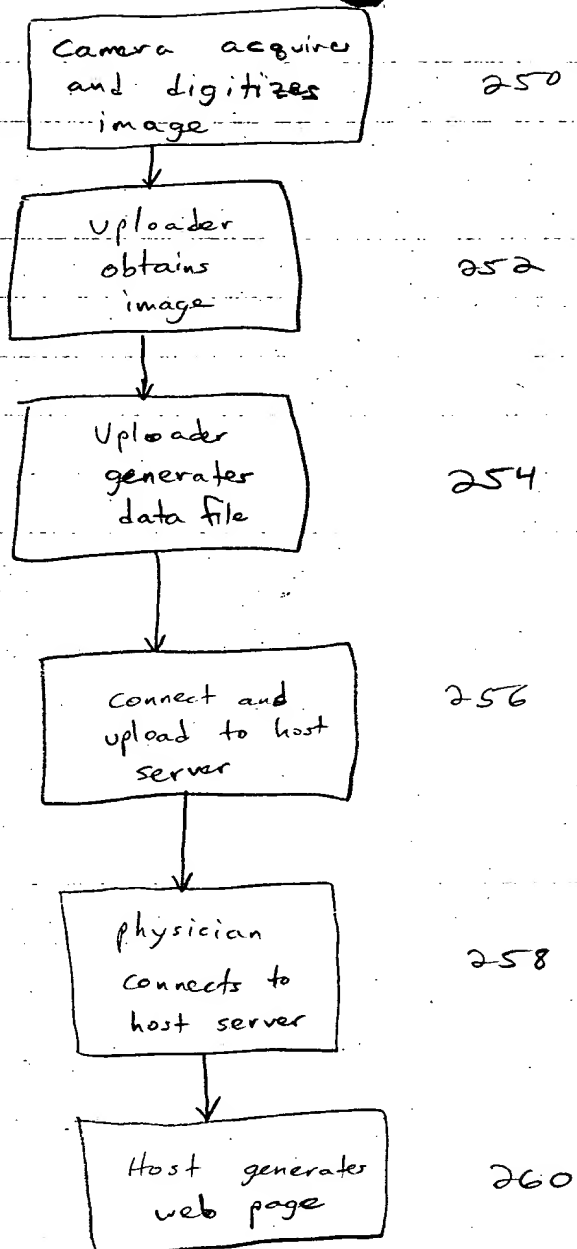 Camera acquires
and digitizes
image
250
Uploader
obtains
image
252
Uploader
generates
data file
254
connect and
upload to host
server
256
physician
connects to
host server
258
Host generates
web page
260